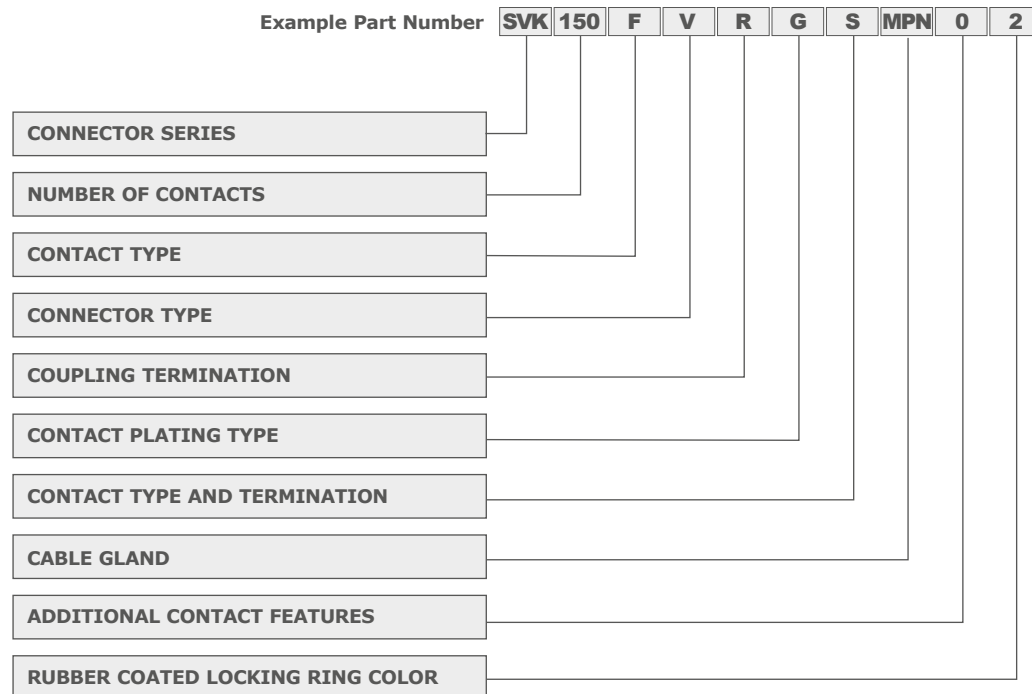 Example Part Number SVK 150 F V R G S MPN 0 2
CONNECTOR SERIES
NUMBER OF CONTACTS
CONTACT TYPE
CONNECTOR TYPE
COUPLING TERMINATION
CONTACT PLATING TYPE
CONTACT TYPE AND TERMINATION
CABLE GLAND
ADDITIONAL CONTACT FEATURES
RUBBER COATED LOCKING RING COLOR